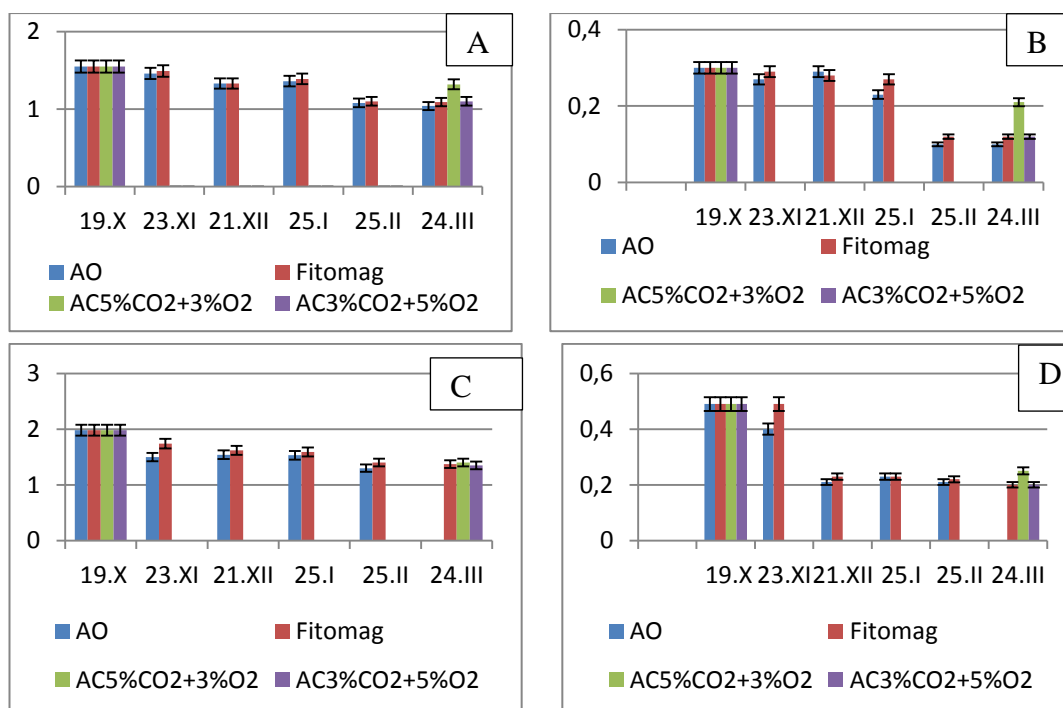 A
2
1
0
19.X 23.XI 21.XII 25.I 25.II 24.III
AO Fitomag
AC5%CO2+3%O2 AC3%CO2+5%O2
B
0,4
0,2
0
19.X 23.XI 21.XII 25.I 25.II 24.III
AO Fitomag
AC5%CO2+3%O2 AC3%CO2+5%O2
C
3
2
1
0
19.X 23.XI 21.XII 25.I 25.II 24.III
AO Fitomag
AC5%CO2+3%O2 AC3%CO2+5%O2
D
0,6
0,4
0,2
0
19.X 23.XI 21.XII 25.I 25.II 24.III
AO Fitomag
AC5%CO2+3%O2 AC3%CO2+5%O2